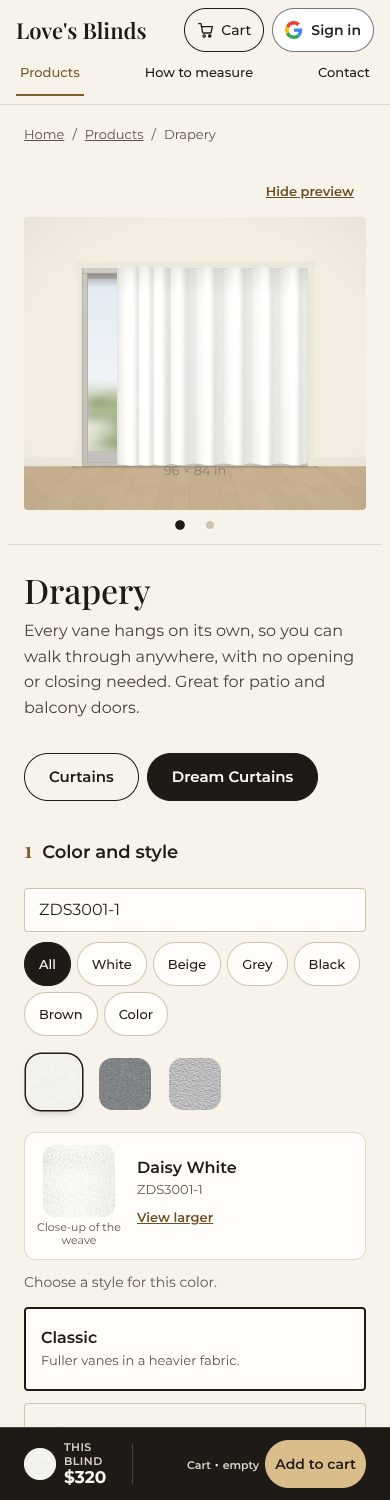 Love's Blinds
Cart
Sign in
Products
How to measure
Contact
Home / Products / Drapery
Hide preview
96 × 84 in
Drapery
Every vane hangs on its own, so you can
walk through anywhere, with no opening
or closing needed. Great for patio and
balcony doors.
Curtains
Dream Curtains
1 Color and style
ZDS3001-1
All
White
Beige
Grey
Black
Brown
Color
Daisy White
ZDS3001-1
View larger
Close-up of the
weave
Choose a style for this color.
Classic
Fuller vanes in a heavier fabric.
THIS
BLIND
$320
Cart • empty
Add to cart